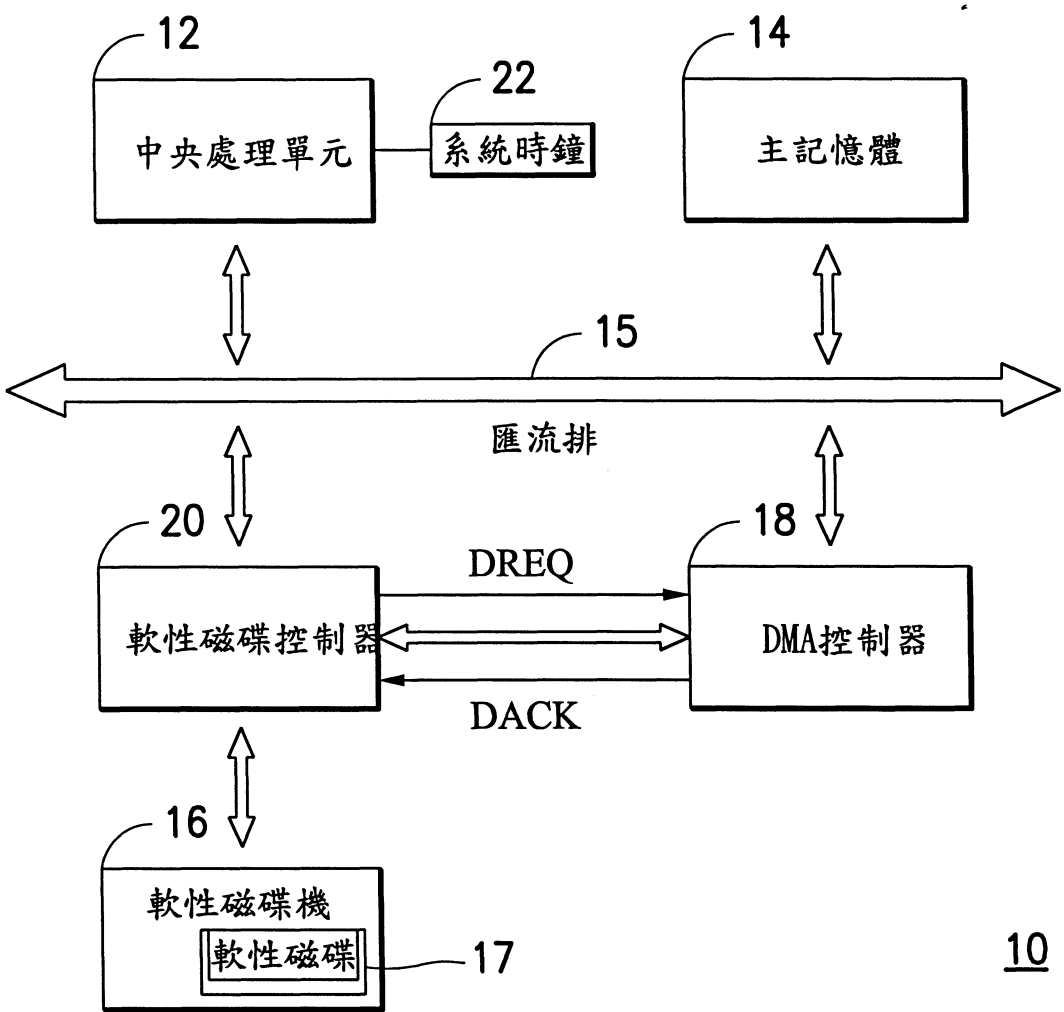 12
中央處理單元
22
系統時鐘
14
主記憶體
15
匯流排
20
軟性磁碟控制器
DREQ
DACK
18
DMA控制器
16
軟性磁碟機
軟性磁碟
17
10